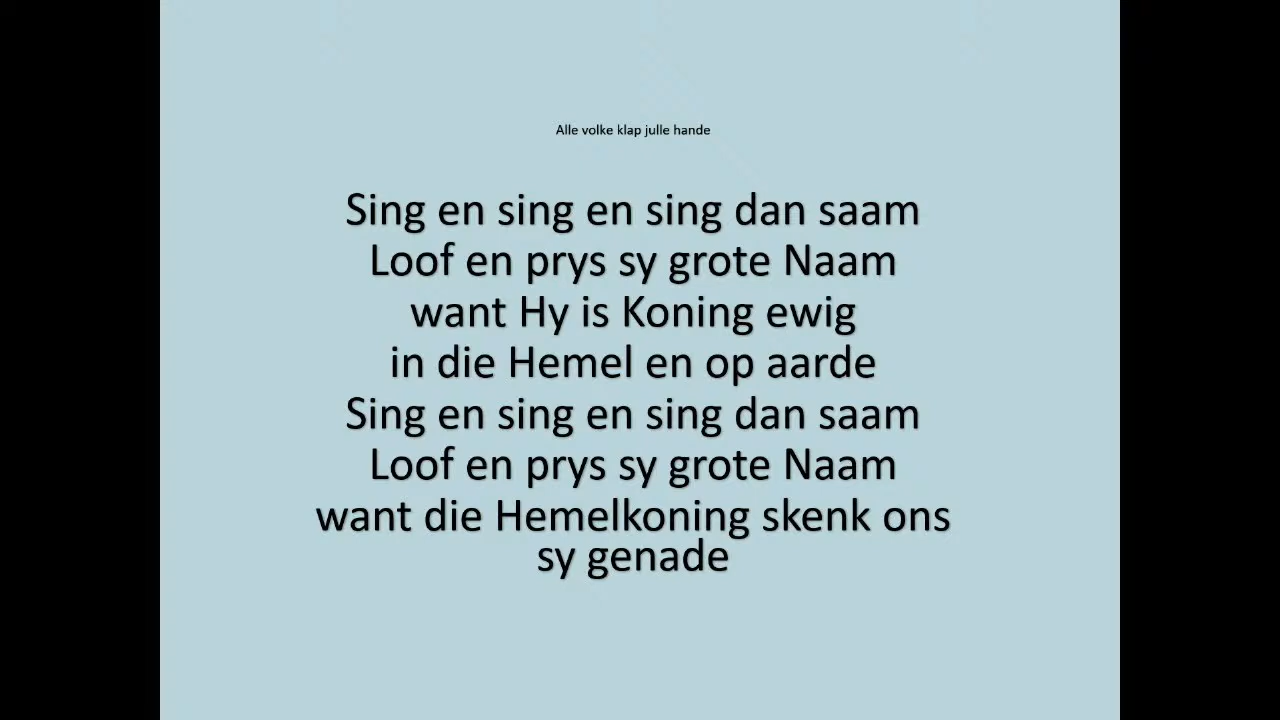 Alle volke klap julle hande
Sing en sing en sing dan saam
Loof en prys sy grote Naam
want Hy is Koning ewig
in die Hemel en op aarde
Sing en sing en sing dan saam
Loof en prys sy grote Naam
want die Hemelkoning skenk ons
sy genade